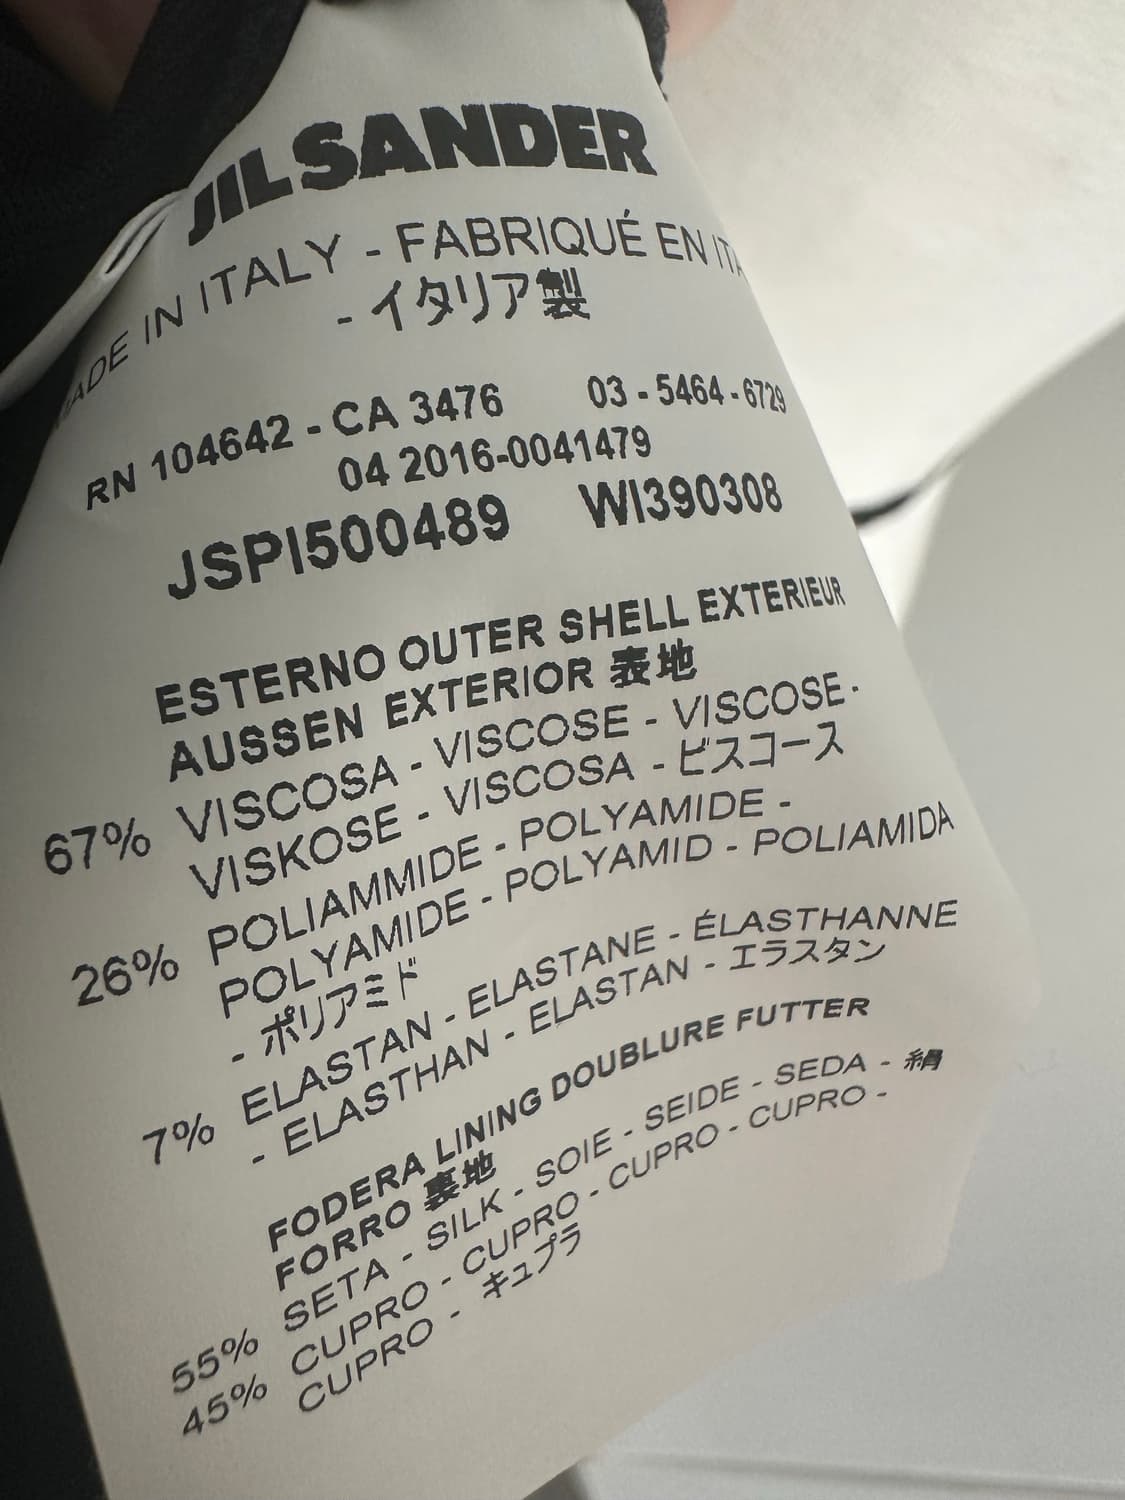 JIL SANDER
MADE IN ITALY - FABRIQUÉ EN ITA
- イタリア製
RN 104642 - CA 3476 03 - 5464 - 6729
04 2016-0041479
JSPI500489 WI390308
ESTERNO OUTER SHELL EXTERIEUR
AUSSEN EXTERIOR 表地
67% VISCOSA - VISCOSE - VISCOSE -
VISKOSE - VISCOSA - ビスコース
26% POLIAMMIDE - POLYAMIDE -
POLYAMIDE - POLYAMID - POLIAMIDA
- ポリアミド
7% ELASTAN - ELASTANE - ÉLASTHANNE
- ELASTHAN - ELASTAN - エラスタン
FODERA LINING DOUBLURE FUTTER
FORRO 裏地
55% SETA - SILK - SOIE - SEIDE - SEDA - 絹
45% CUPRO - CUPRO - CUPRO - CUPRO -
CUPRO - キュプラ